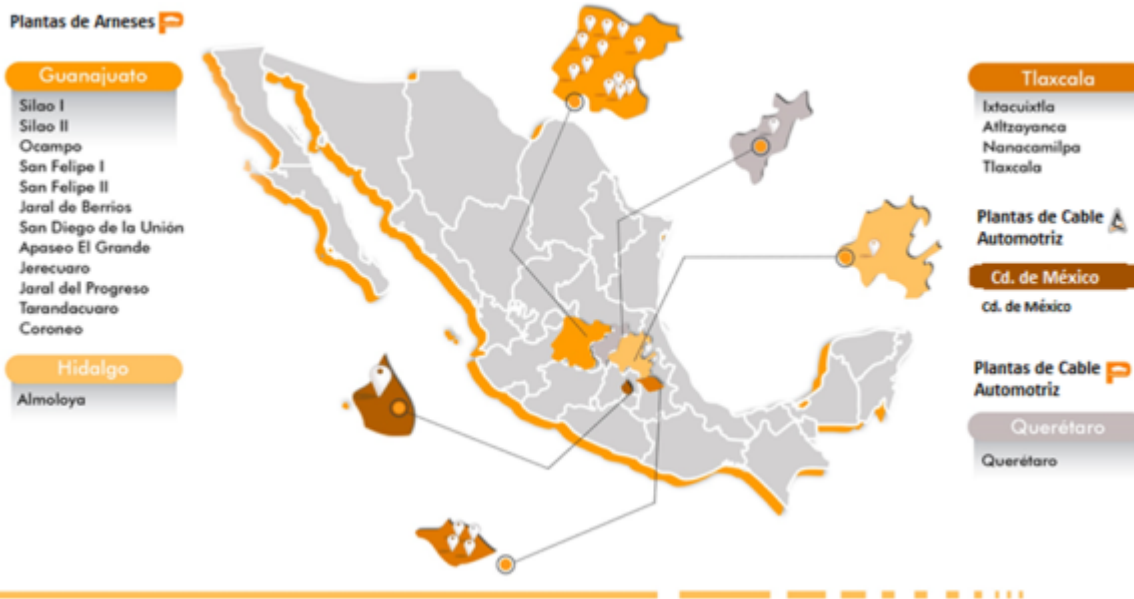 Plantas de Arneses
Guanajuato
Silao I
Silao II
Ocampo
San Felipe I
San Felipe II
Jaral de Berrios
San Diego de la Unión
Apaseo El Grande
Jerecuaro
Jaral del Progreso
Tarandacuaro
Coroneo
Hidalgo
Almoloya
Tlaxcala
Ixtacuixtla
Atltzayanca
Nanacamilpa
Tlaxcala
Plantas de Cable
Automotriz
Cd. de México
Cd. de México
Plantas de Cable
Automotriz
Querétaro
Querétaro